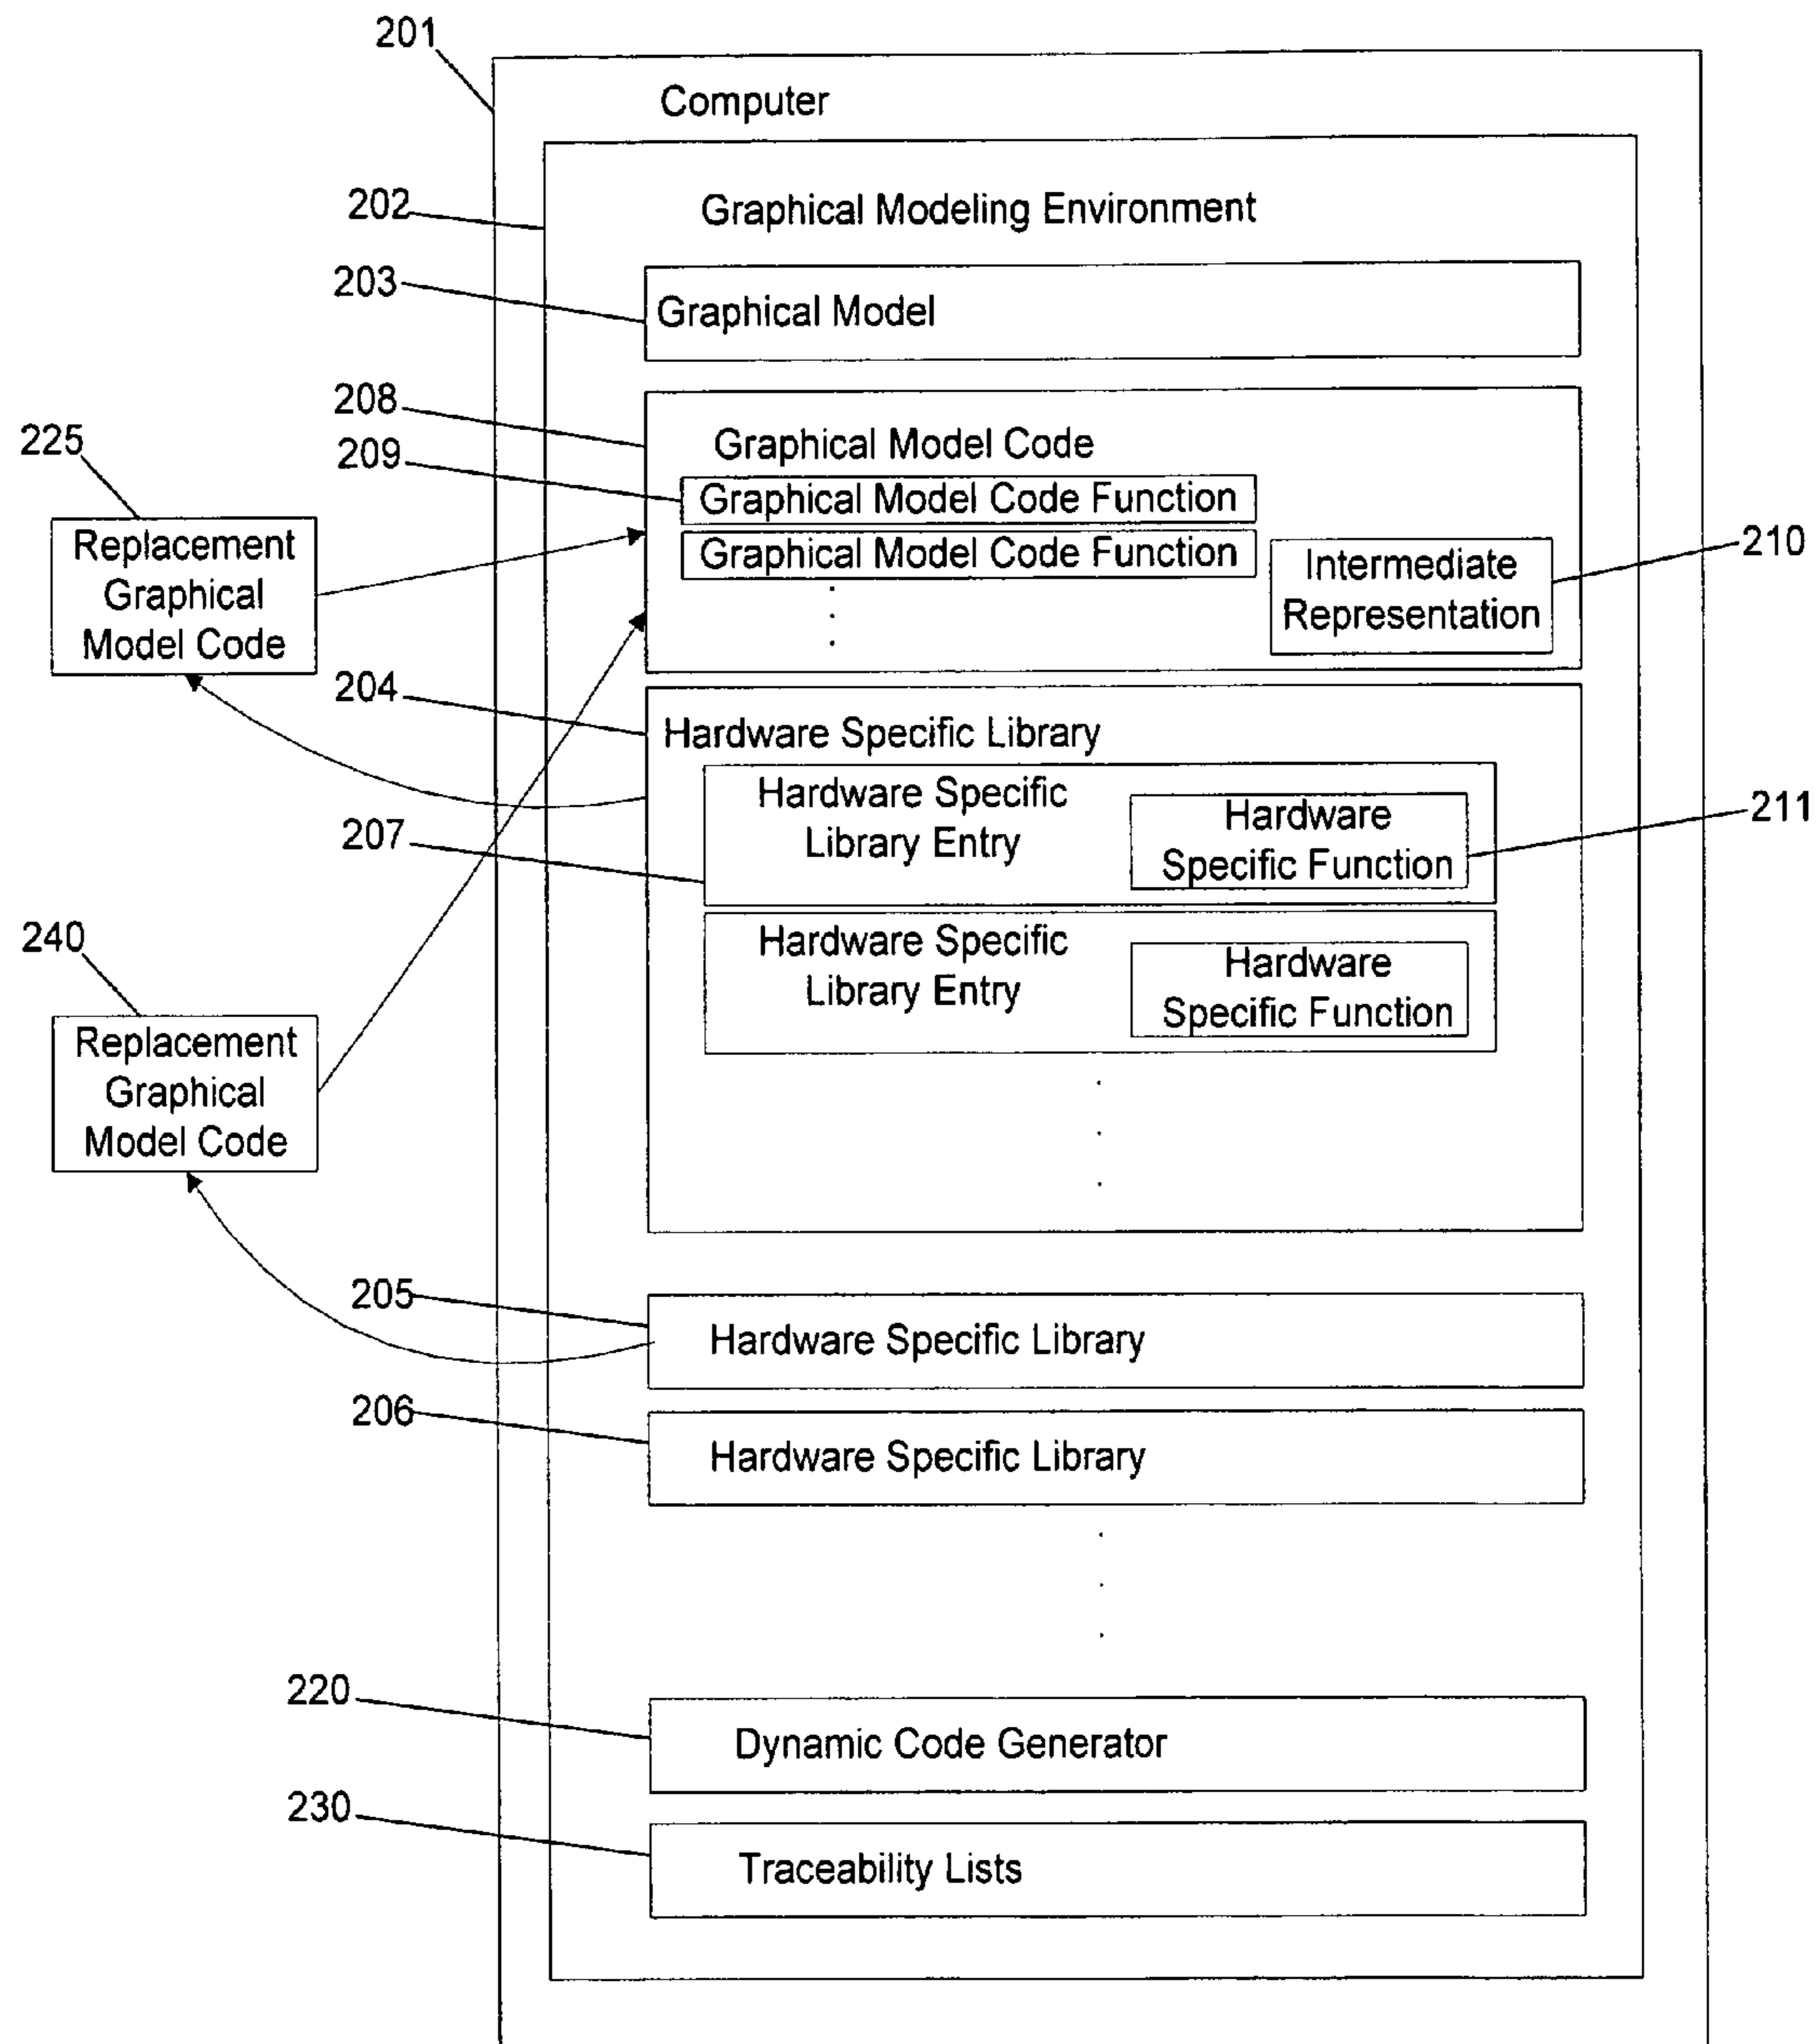 201
Computer
202
Graphical Modeling Environment
203
Graphical Model
208
Graphical Model Code
209
Graphical Model Code Function
Graphical Model Code Function
Intermediate
Representation
210
225
Replacement
Graphical
Model Code
204
Hardware Specific Library
Hardware Specific
Library Entry
Hardware
Specific Function
211
207
Hardware Specific
Library Entry
Hardware
Specific Function
240
Replacement
Graphical
Model Code
205
Hardware Specific Library
206
Hardware Specific Library
220
Dynamic Code Generator
230
Traceability Lists